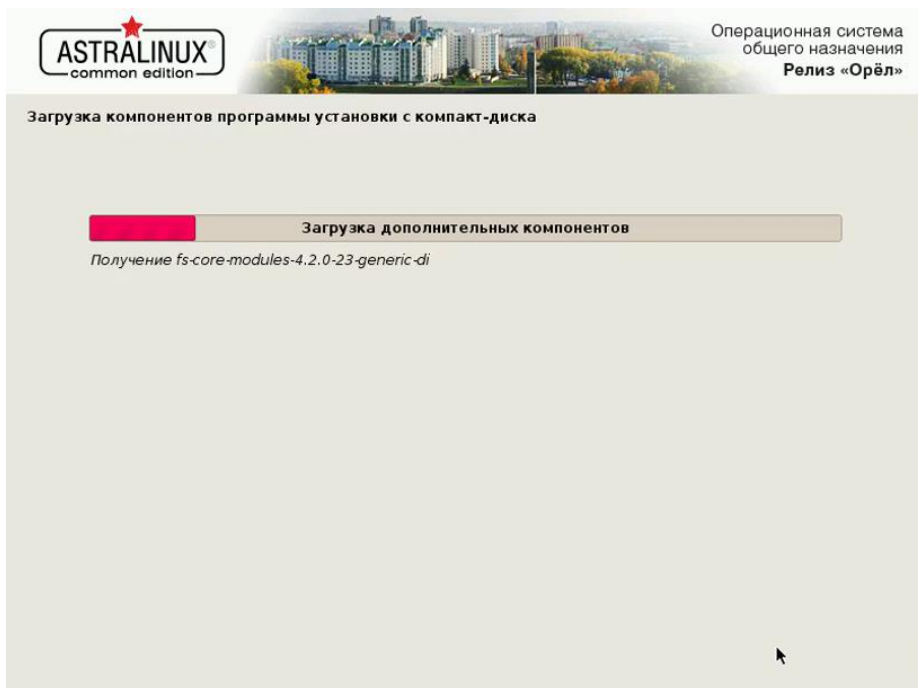 ASTRALINUX®
common edition
Операционная система
общего назначения
Релиз «Орёл»
Загрузка компонентов программы установки с компакт-диска
Загрузка дополнительных компонентов
Получение fs-core-modules-4.2.0-23-generic-di